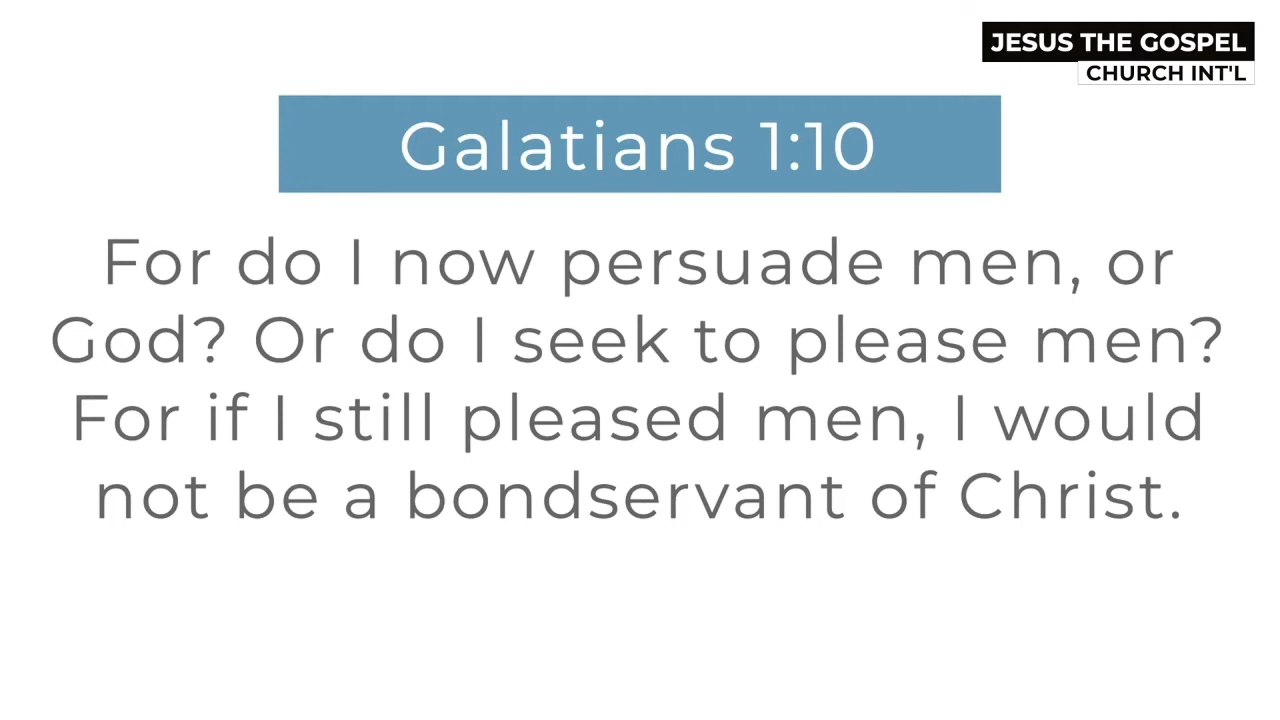 JESUS THE GOSPEL
CHURCH INT'L
Galatians 1:10
For do I now persuade men, or
God? Or do I seek to please men?
For if I still pleased men, I would
not be a bondservant of Christ.